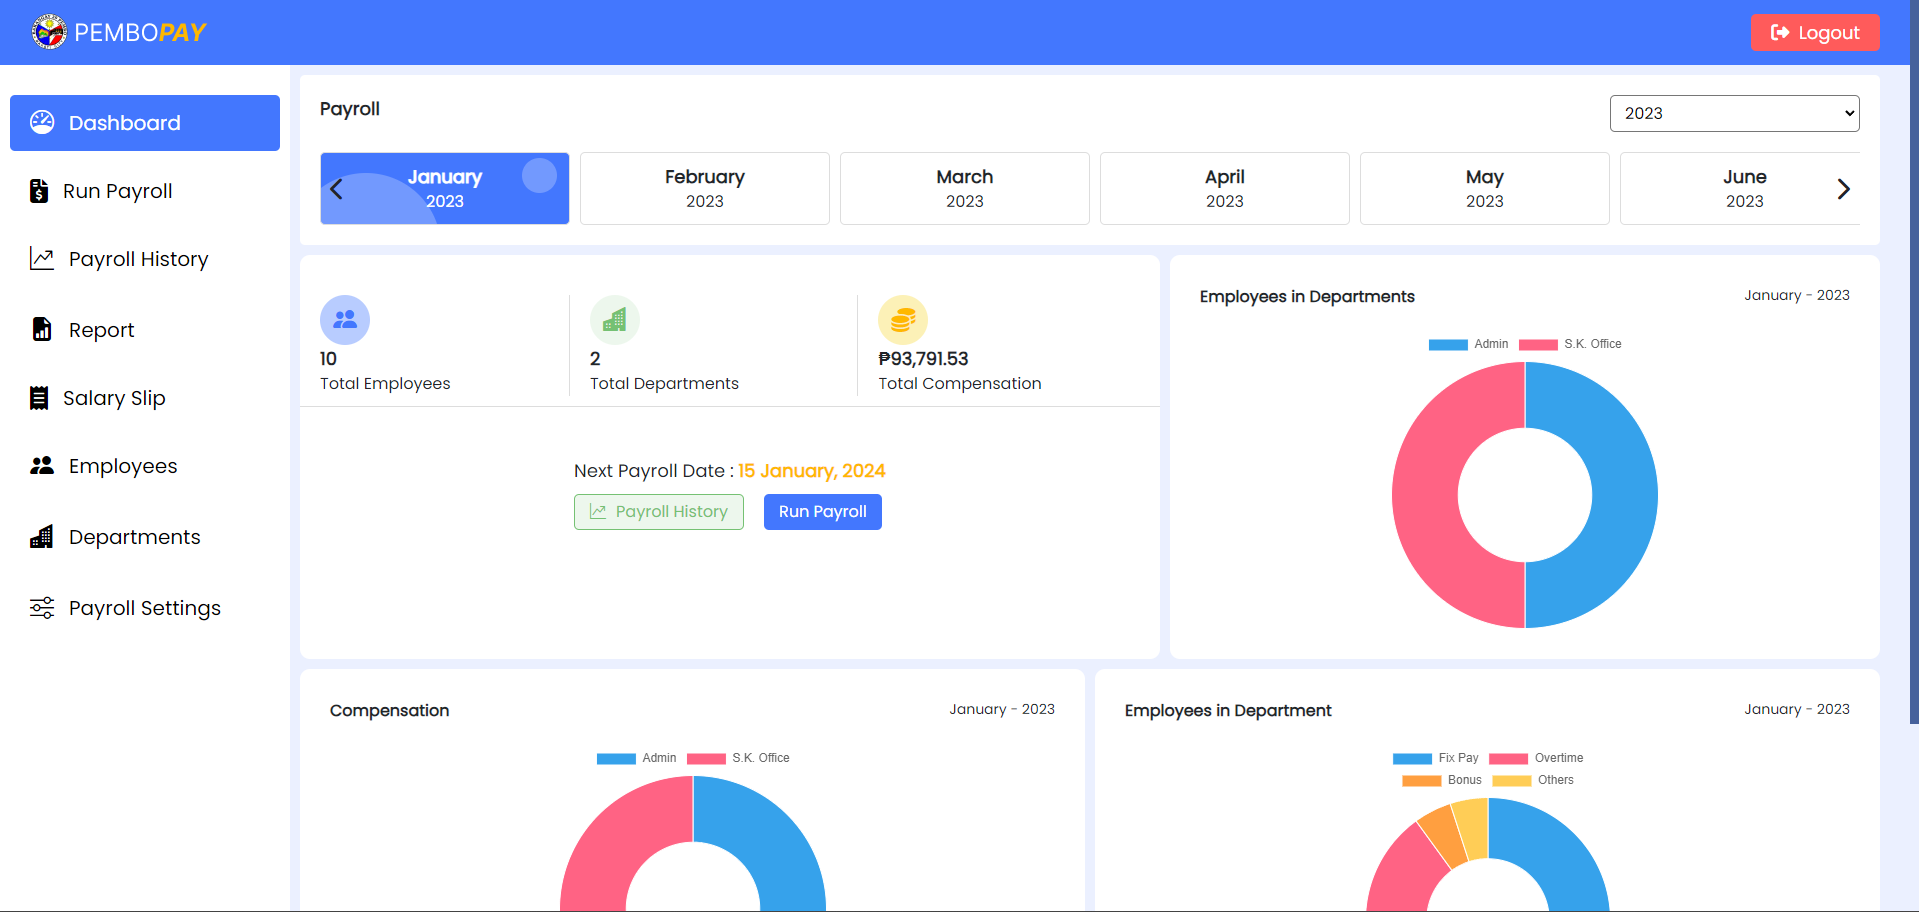 PEMBOPAY
Logout
Dashboard
Run Payroll
Payroll History
Report
Salary Slip
Employees
Departments
Payroll Settings
Payroll
2023
January
2023
February
2023
March
2023
April
2023
May
2023
June
2023
10
Total Employees
2
Total Departments
₱93,791.53
Total Compensation
Next Payroll Date : 15 January, 2024
Payroll History
Run Payroll
Employees in Departments
January - 2023
Admin S.K. Office
Compensation
January - 2023
Admin S.K. Office
Employees in Department
January - 2023
Fix Pay Overtime
Bonus Others